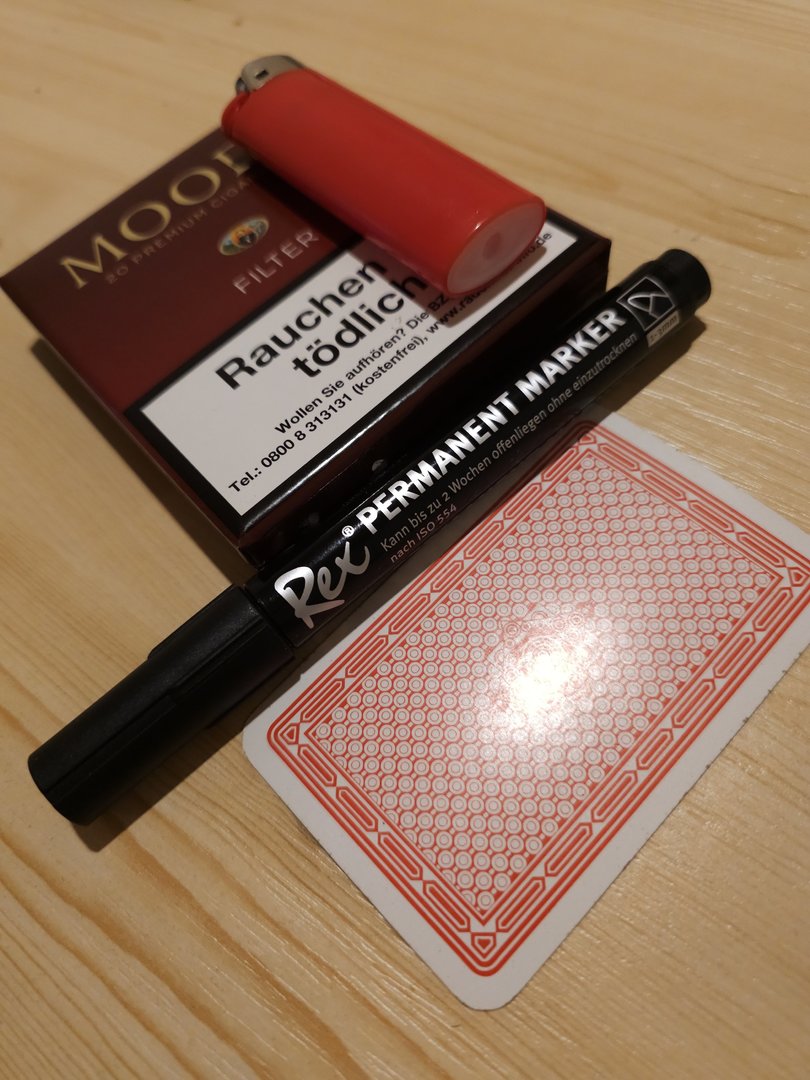 MOOD
20 PREMIUM CIGA
FILTER
Rauchen
tödlich
Wollen Sie aufhören? Die BZ
Tel.: 0800 8 313131 (kostenfrei), www.
Rex® PERMANENT MARKER
Kann bis zu 2 Wochen offenliegen ohne einzutrocknen
nach ISO 554